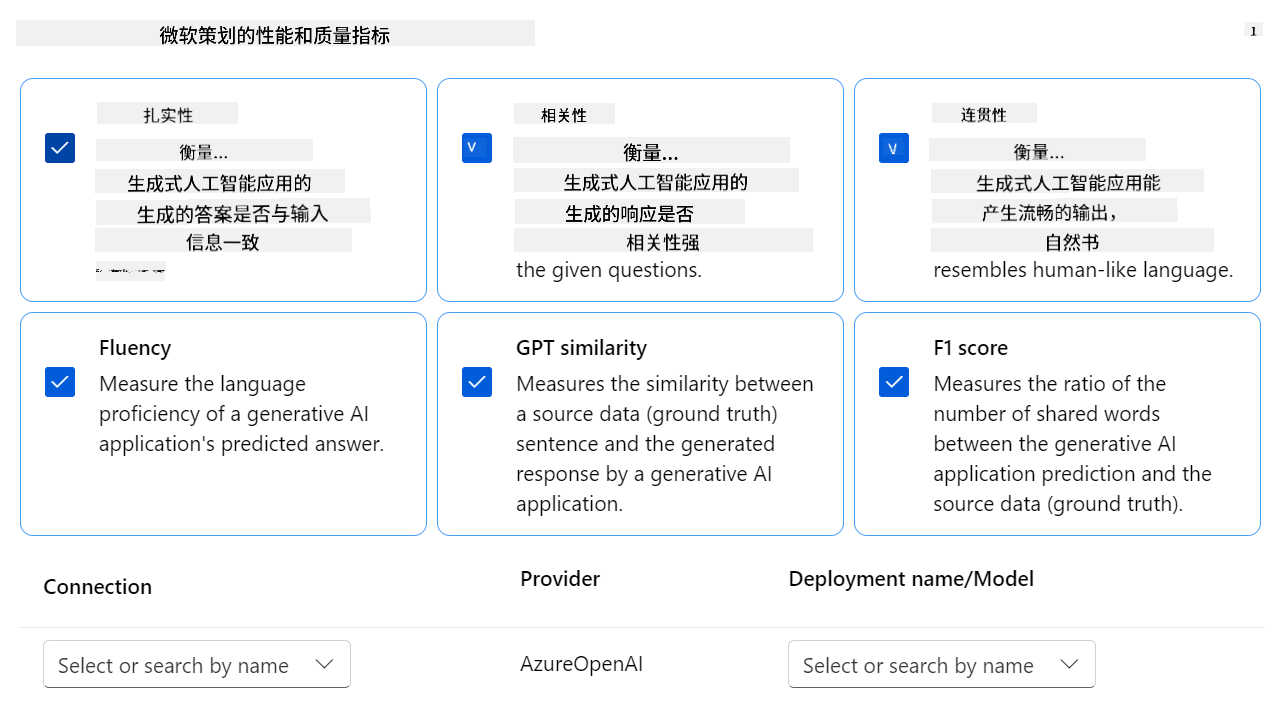 微软策划的性能和质量指标
1
扎实性
衡量...
生成式人工智能应用的
生成的答案是否与输入
信息一致
相关性
v
衡量...
生成式人工智能应用的
生成的响应是否
相关性强
the given questions.
连贯性
v
衡量...
生成式人工智能应用能
产生流畅的输出，
自然书
resembles human-like language.
Fluency
Measure the language
proficiency of a generative AI
application's predicted answer.
GPT similarity
Measures the similarity between
a source data (ground truth)
sentence and the generated
response by a generative AI
application.
F1 score
Measures the ratio of the
number of shared words
between the generative AI
application prediction and the
source data (ground truth).
Connection
Provider
Deployment name/Model
Select or search by name
AzureOpenAI
Select or search by name